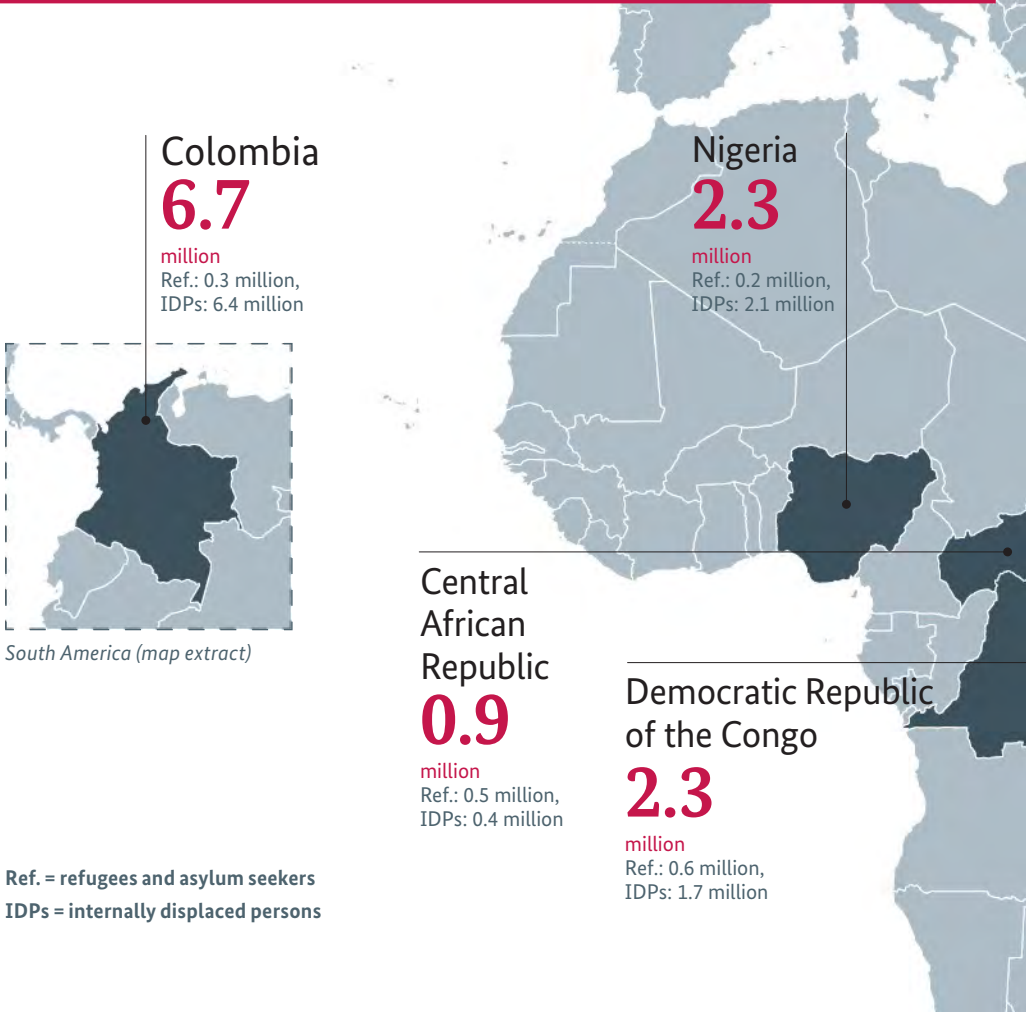 Colombia
6.7
million
Ref.: 0.3 million,
IDPs: 6.4 million
Nigeria
2.3
million
Ref.: 0.2 million,
IDPs: 2.1 million
South America (map extract)
Central
African
Republic
0.9
million
Ref.: 0.5 million,
IDPs: 0.4 million
Democratic Republic
of the Congo
2.3
million
Ref.: 0.6 million,
IDPs: 1.7 million
Ref. = refugees and asylum seekers
IDPs = internally displaced persons